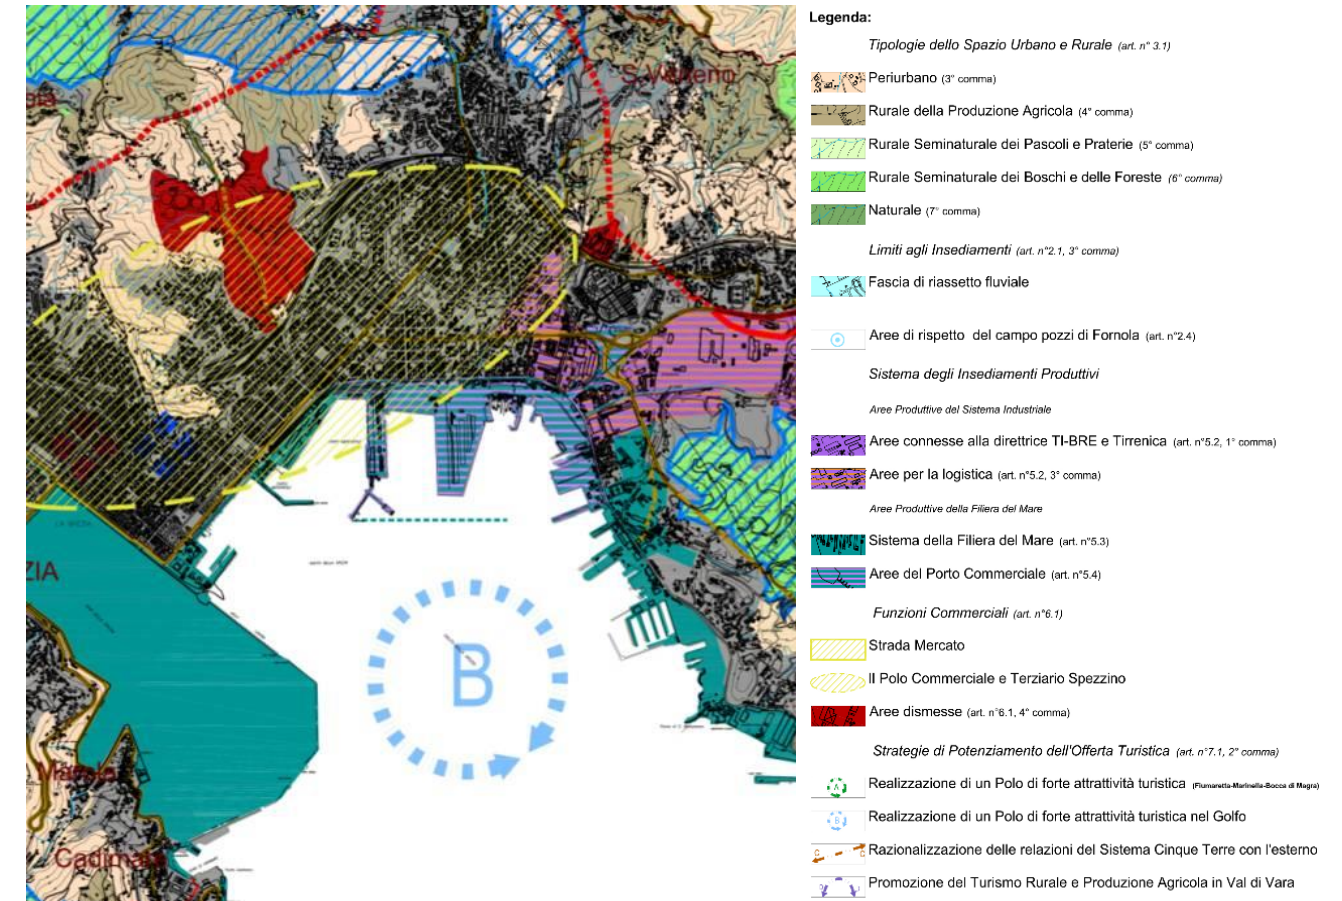 S. Venerio
ZIA
B
Cadimare
Legenda:
Tipologie dello Spazio Urbano e Rurale (art. n° 3.1)
Periurbano (3° comma)
Rurale della Produzione Agricola (4° comma)
Rurale Seminaturale dei Pascoli e Praterie (5° comma)
Rurale Seminaturale dei Boschi e delle Foreste (6° comma)
Naturale (7° comma)
Limiti agli Insediamenti (art. n°2.1, 3° comma)
Fascia di riassetto fluviale
Aree di rispetto del campo pozzi di Fornola (art. n°2.4)
Sistema degli Insediamenti Produttivi
Aree Produttive del Sistema Industriale
Aree connesse alla direttrice TI-BRE e Tirrenica (art. n°5.2, 1° comma)
Aree per la logistica (art. n°5.2, 3° comma)
Aree Produttive della Filiera del Mare
Sistema della Filiera del Mare (art. n°5.3)
Aree del Porto Commerciale (art. n°5.4)
Funzioni Commerciali (art. n°6.1)
Strada Mercato
Il Polo Commerciale e Terziario Spezzino
Aree dismesse (art. n°6.1, 4° comma)
Strategie di Potenziamento dell'Offerta Turistica (art. n°7.1, 2° comma)
A Realizzazione di un Polo di forte attrattività turistica (Fiumaretta-Marinella-Bocca di Magra)
B Realizzazione di un Polo di forte attrattività turistica nel Golfo
C C Razionalizzazione delle relazioni del Sistema Cinque Terre con l'esterno
Promozione del Turismo Rurale e Produzione Agricola in Val di Vara